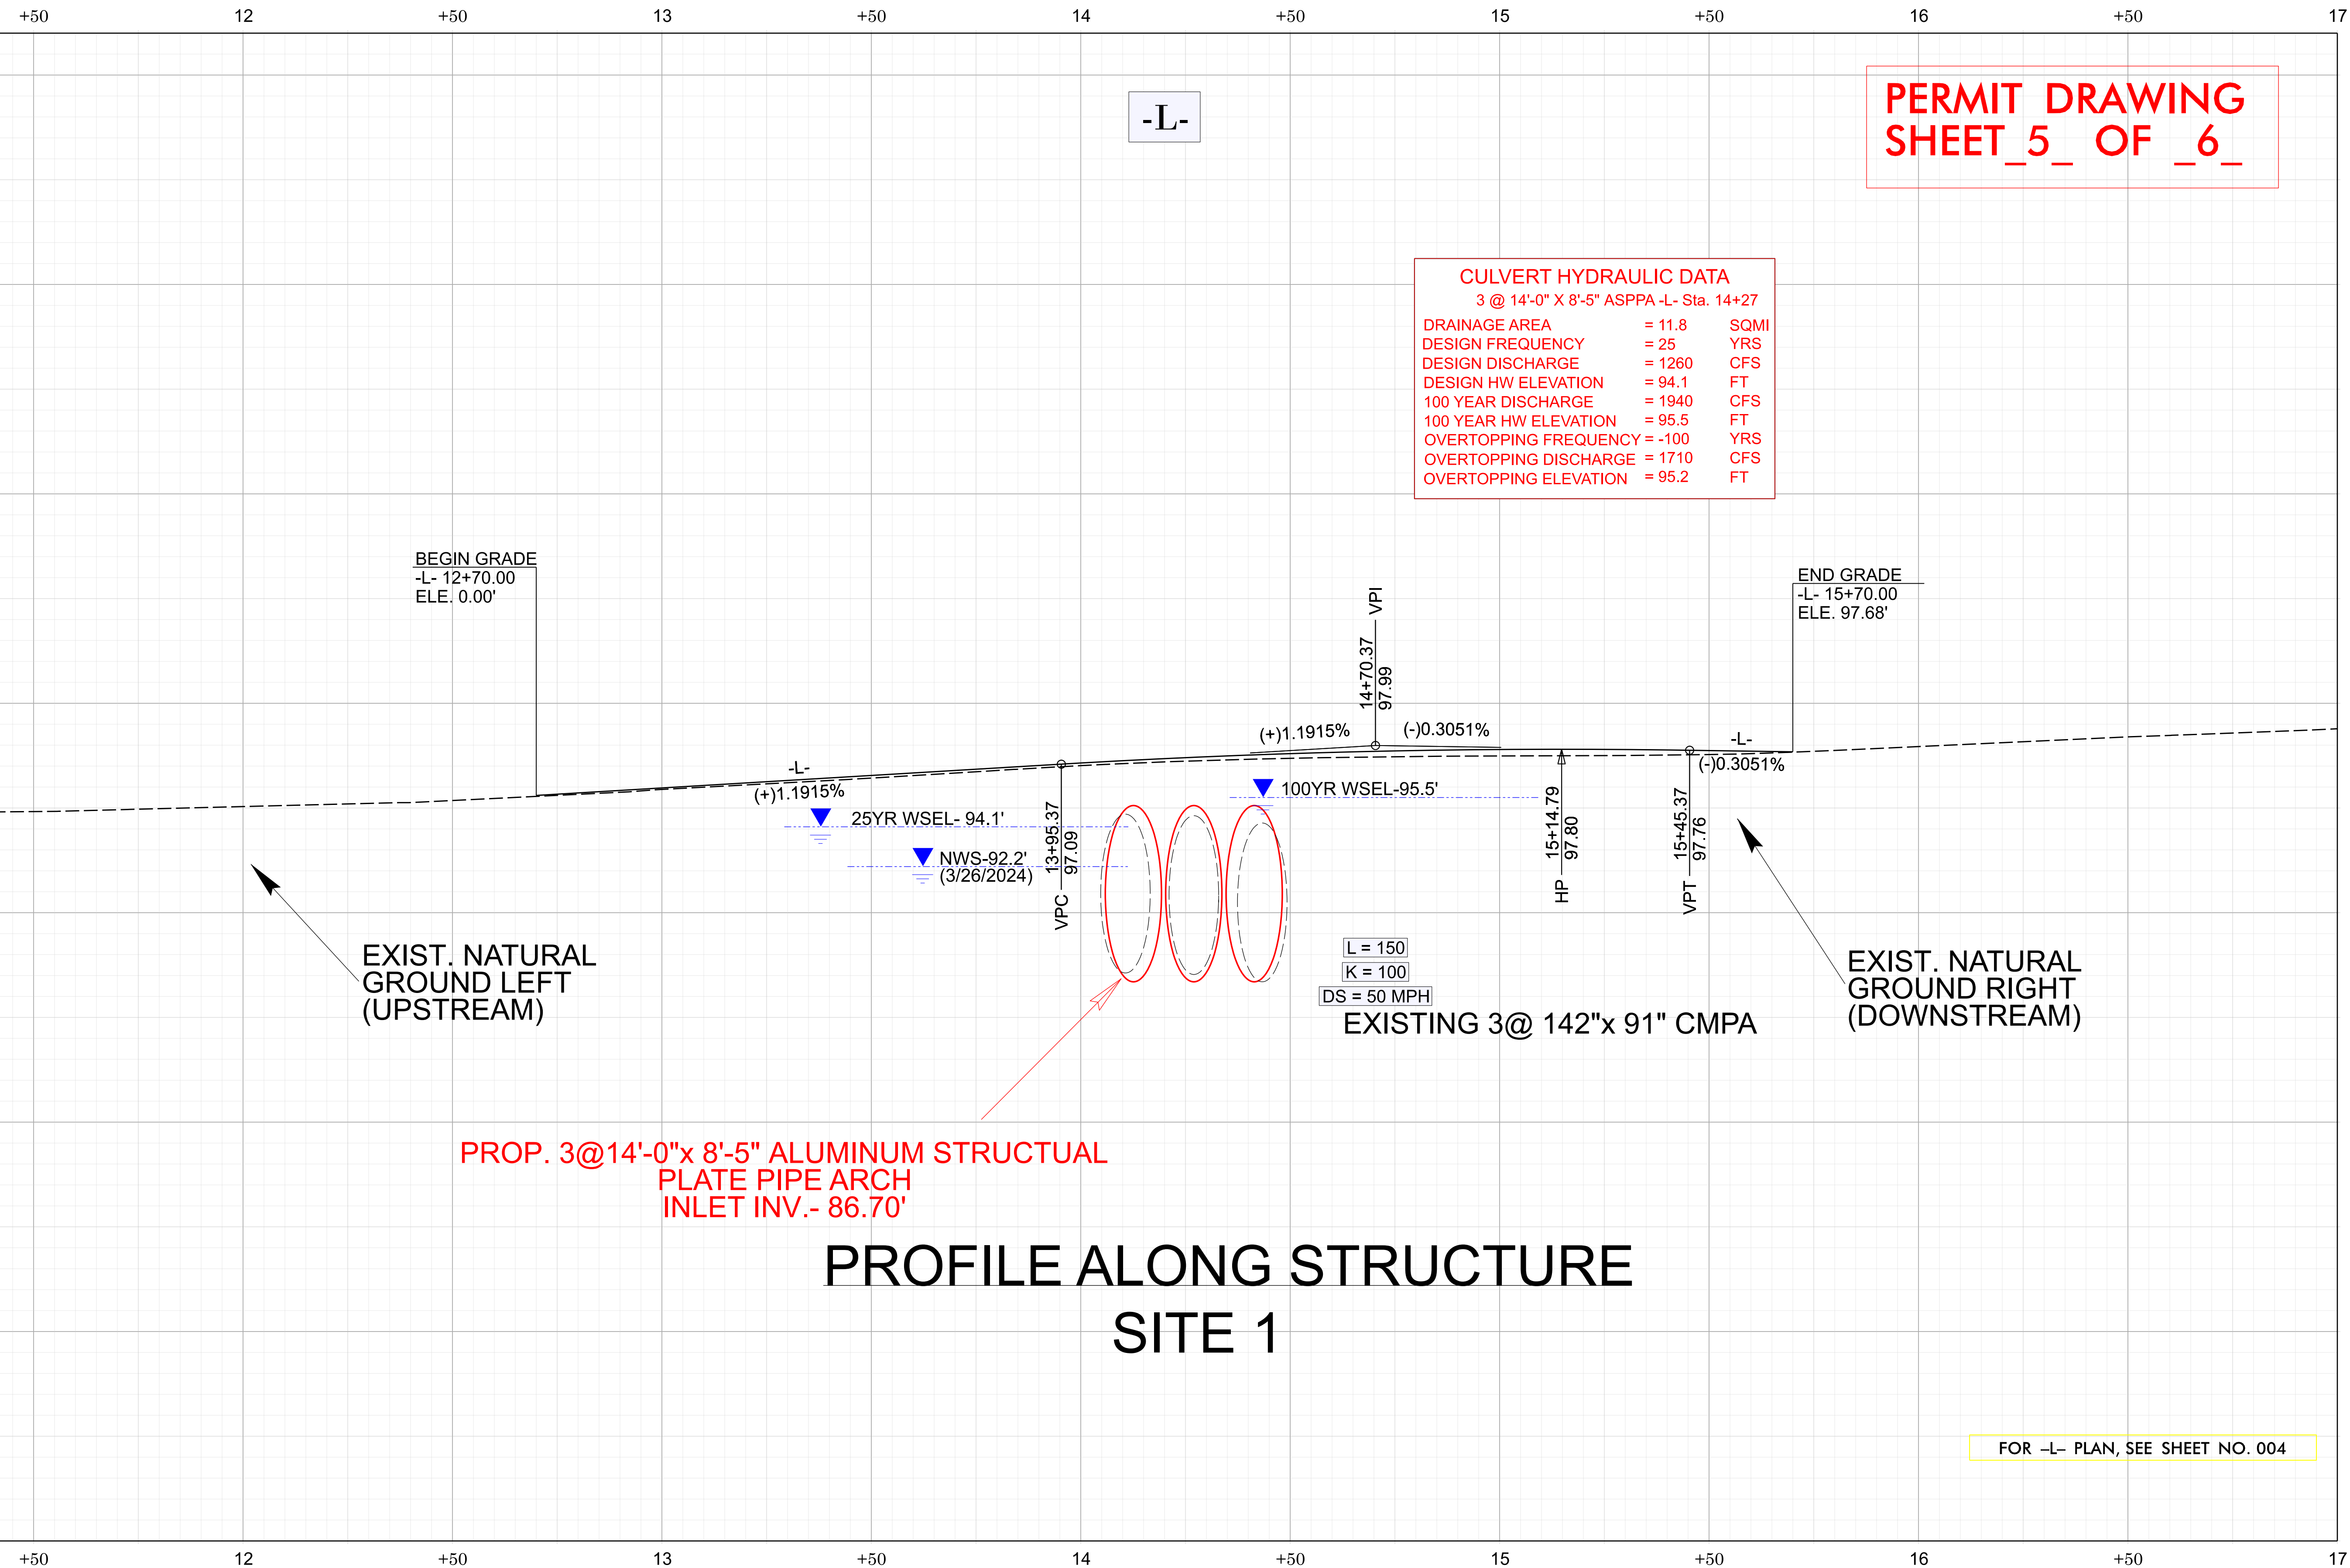 +50 12 +50 13 +50 14 +50 15 +50 16 +50 17
-L-
PERMIT DRAWING
SHEET_5_ OF _6_
CULVERT HYDRAULIC DATA
3 @ 14'-0" X 8'-5" ASPPA -L- Sta. 14+27
DRAINAGE AREA = 11.8 SQMI
DESIGN FREQUENCY = 25 YRS
DESIGN DISCHARGE = 1260 CFS
DESIGN HW ELEVATION = 94.1 FT
100 YEAR DISCHARGE = 1940 CFS
100 YEAR HW ELEVATION = 95.5 FT
OVERTOPPING FREQUENCY = -100 YRS
OVERTOPPING DISCHARGE = 1710 CFS
OVERTOPPING ELEVATION = 95.2 FT
BEGIN GRADE
-L- 12+70.00
ELE. 0.00'
END GRADE
-L- 15+70.00
ELE. 97.68'
VPI
14+70.37
97.99
(+)1.1915%
(-)0.3051%
-L-
(+)1.1915%
-L-
(-)0.3051%
25YR WSEL- 94.1'
100YR WSEL-95.5'
NWS-92.2'
(3/26/2024)
13+95.37
97.09
VPC
15+14.79
97.80
HP
15+45.37
97.76
VPT
EXIST. NATURAL
GROUND LEFT
(UPSTREAM)
L = 150
K = 100
DS = 50 MPH
EXISTING 3@ 142"x 91" CMPA
EXIST. NATURAL
GROUND RIGHT
(DOWNSTREAM)
PROP. 3@14'-0"x 8'-5" ALUMINUM STRUCTUAL
PLATE PIPE ARCH
INLET INV.- 86.70'
PROFILE ALONG STRUCTURE
SITE 1
FOR -L- PLAN, SEE SHEET NO. 004
+50 12 +50 13 +50 14 +50 15 +50 16 +50 17